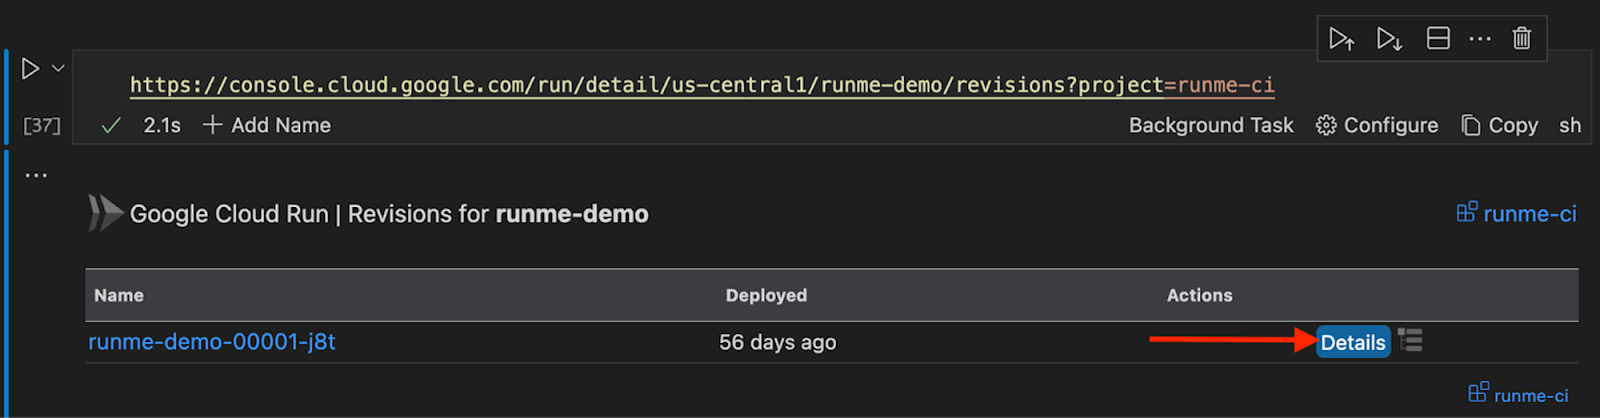 https://console.cloud.google.com/run/detail/us-central1/runme-demo/revisions?project=runme-ci
[37] 2.1s Add Name Background Task Configure Copy sh
Google Cloud Run | Revisions for runme-demo runme-ci
Name Deployed Actions
runme-demo-00001-j8t 56 days ago Details
runme-ci